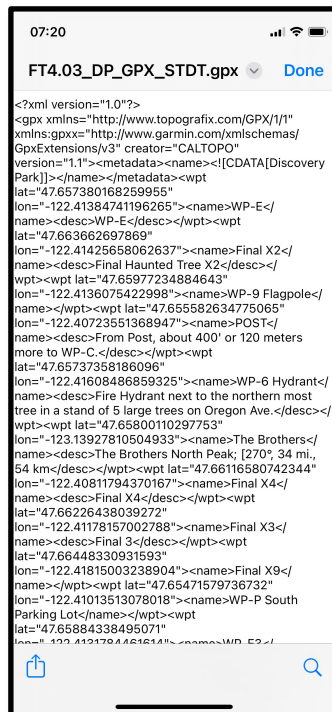 07:20
FT4.03_DP_GPX_STDT.gpx
Done
<?xml version="1.0"?>
<gpx xmlns="http://www.topografix.com/GPX/1/1"
xmlns:gpxx="http://www.garmin.com/xmlschemas/
GpxExtensions/v3" creator="CALTOPO"
version="1.1"><metadata><name><![CDATA[Discovery
Park]]></name></metadata><wpt
lat="47.657380168259955"
lon="-122.41384741196265"><name>WP-E</
name><desc>WP-E</desc></wpt><wpt
lat="47.663662697869"
lon="-122.41425658062637"><name>Final X2</
name><desc>Final Haunted Tree X2</desc></
wpt><wpt lat="47.65977234884643"
lon="-122.4136075422998"><name>WP-9 Flagpole</
name></wpt><wpt lat="47.655582634775065"
lon="-122.40723551368947"><name>POST</
name><desc>From Post, about 400' or 120 meters
more to WP-C.</desc></wpt><wpt
lat="47.65737358186096"
lon="-122.41608486859325"><name>WP-6 Hydrant</
name><desc>Fire Hydrant next to the northern most
tree in a stand of 5 large trees on Oregon Ave.</desc></
wpt><wpt lat="47.65800110297753"
lon="-123.13927810504933"><name>The Brothers</
name><desc>The Brothers North Peak; [270°, 34 mi.,
54 km</desc></wpt><wpt lat="47.66116580742344"
lon="-122.40811794370167"><name>Final X4</
name><desc>Final X4</desc></wpt><wpt
lat="47.66226438039272"
lon="-122.41178157002788"><name>Final X3</
name><desc>Final 3</desc></wpt><wpt
lat="47.66448330931593"
lon="-122.41815003238904"><name>Final X9</
name></wpt><wpt lat="47.65471579736732"
lon="-122.41013513078018"><name>WP-P South
Parking Lot</name></wpt><wpt
lat="47.65884338495071"
lon="-122.4131784461614"><name>WP-E3</